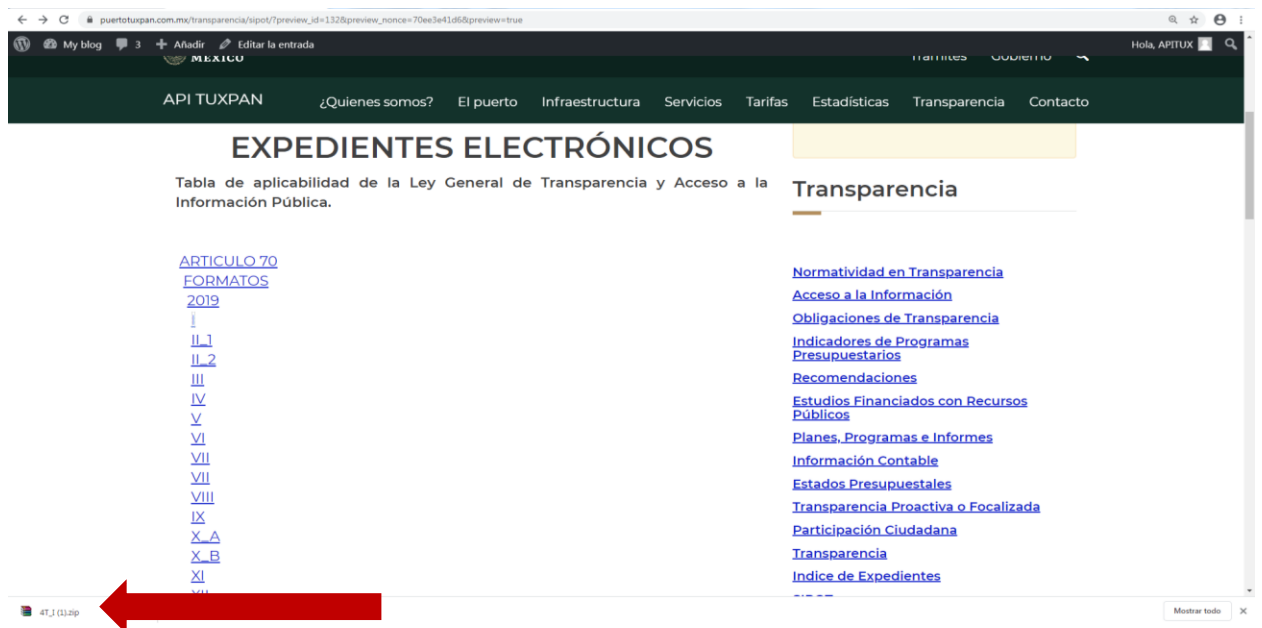 puertotuxpan.com.mx/transparencia/sipot/?preview_id=132&preview_nonce=70ee3e41d6&preview=true
My blog 3 + Añadir Editar la entrada Hola, APITUX
MÉXICO Trámites Gobierno
API TUXPAN ¿Quienes somos? El puerto Infraestructura Servicios Tarifas Estadísticas Transparencia Contacto
EXPEDIENTES ELECTRÓNICOS
Tabla de aplicabilidad de la Ley General de Transparencia y Acceso a la
Información Pública.
ARTICULO 70
FORMATOS
2019
I
II_1
II_2
III
IV
V
VI
VII
VII
VIII
IX
X_A
X_B
XI
XII
Transparencia
Normatividad en Transparencia
Acceso a la Información
Obligaciones de Transparencia
Indicadores de Programas
Presupuestarios
Recomendaciones
Estudios Financiados con Recursos
Públicos
Planes, Programas e Informes
Información Contable
Estados Presupuestales
Transparencia Proactiva o Focalizada
Participación Ciudadana
Transparencia
Indice de Expedientes
SIPOT
4T_I (1).zip
Mostrar todo